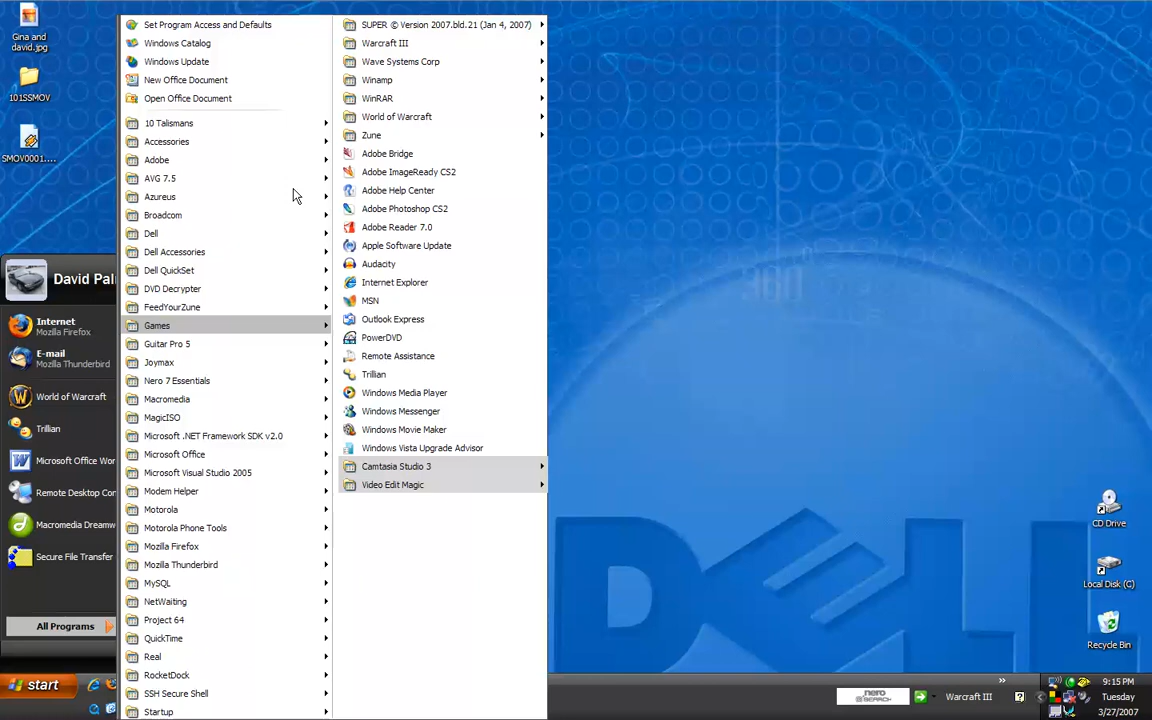 Gina and
david.jpg
101SSMOV
SMOV0001....
Set Program Access and Defaults
Windows Catalog
Windows Update
New Office Document
Open Office Document
10 Talismans
Accessories
Adobe
AVG 7.5
Azureus
Broadcom
Dell
Dell Accessories
Dell QuickSet
DVD Decrypter
FeedYourZune
Games
Guitar Pro 5
Joymax
Nero 7 Essentials
Macromedia
MagicISO
Microsoft .NET Framework SDK v2.0
Microsoft Office
Microsoft Visual Studio 2005
Modem Helper
Motorola
Motorola Phone Tools
Mozilla Firefox
Mozilla Thunderbird
MySQL
NetWaiting
Project 64
QuickTime
Real
RocketDock
SSH Secure Shell
Startup
SUPER © Version 2007.bld.21 (Jan 4, 2007)
Warcraft III
Wave Systems Corp
Winamp
WinRAR
World of Warcraft
Zune
Adobe Bridge
Adobe ImageReady CS2
Adobe Help Center
Adobe Photoshop CS2
Adobe Reader 7.0
Apple Software Update
Audacity
Internet Explorer
MSN
Outlook Express
PowerDVD
Remote Assistance
Trillian
Windows Media Player
Windows Messenger
Windows Movie Maker
Windows Vista Upgrade Advisor
Camtasia Studio 3
Video Edit Magic
David Pal
Internet
Mozilla Firefox
E-mail
Mozilla Thunderbird
World of Warcraft
Trillian
Microsoft Office Wor
Remote Desktop Con
Macromedia Dreamw
Secure File Transfer
All Programs
start
DELL
CD Drive
Local Disk (C)
Recycle Bin
nero
SEARCH
Warcraft III
9:15 PM
Tuesday
3/27/2007